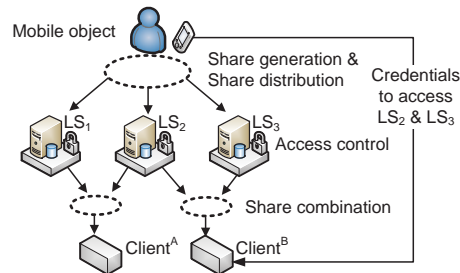 Mobile object
Share generation &
Share distribution
Credentials
to access
LS₂ & LS₃
LS₁
LS₂
LS₃
Access control
Share combination
Clientᴬ
Clientᴮ